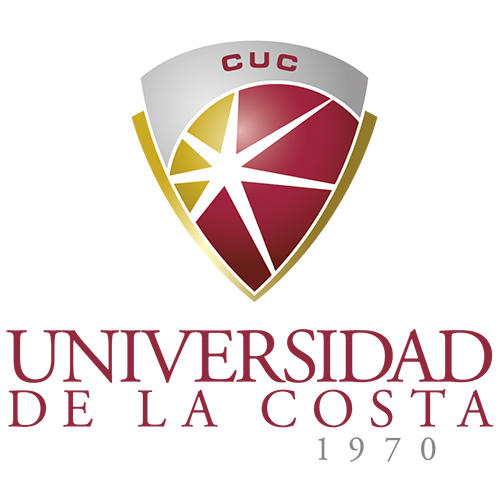 CUC
UNIVERSIDAD
DE LA COSTA
1970